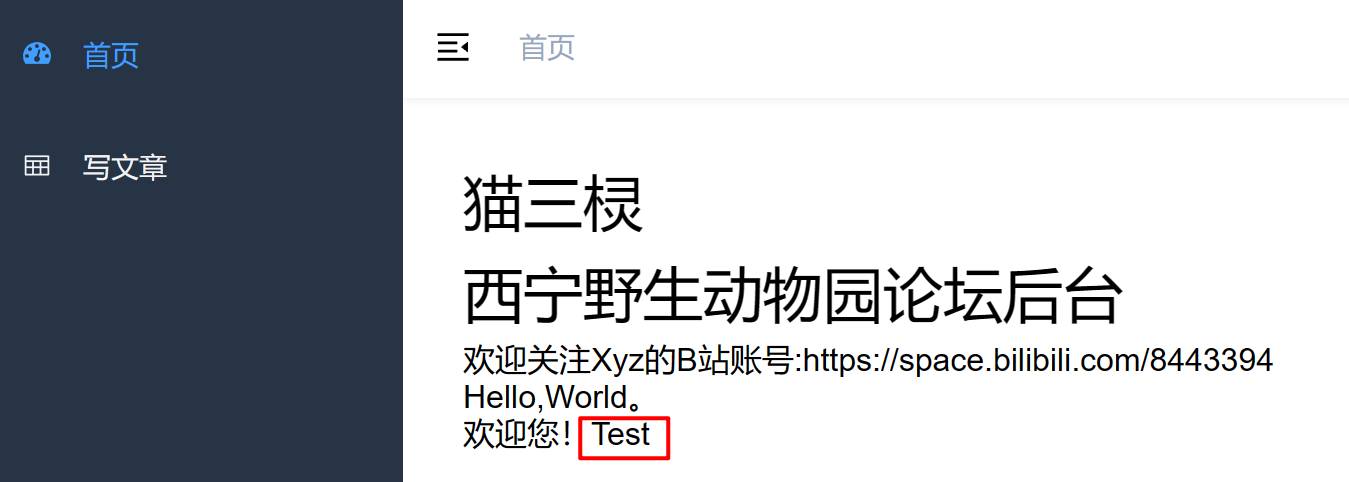 首页
写文章
首页
猫三棂
西宁野生动物园论坛后台
欢迎关注Xyz的B站账号:https://space.bilibili.com/8443394
Hello,World。
欢迎您！Test